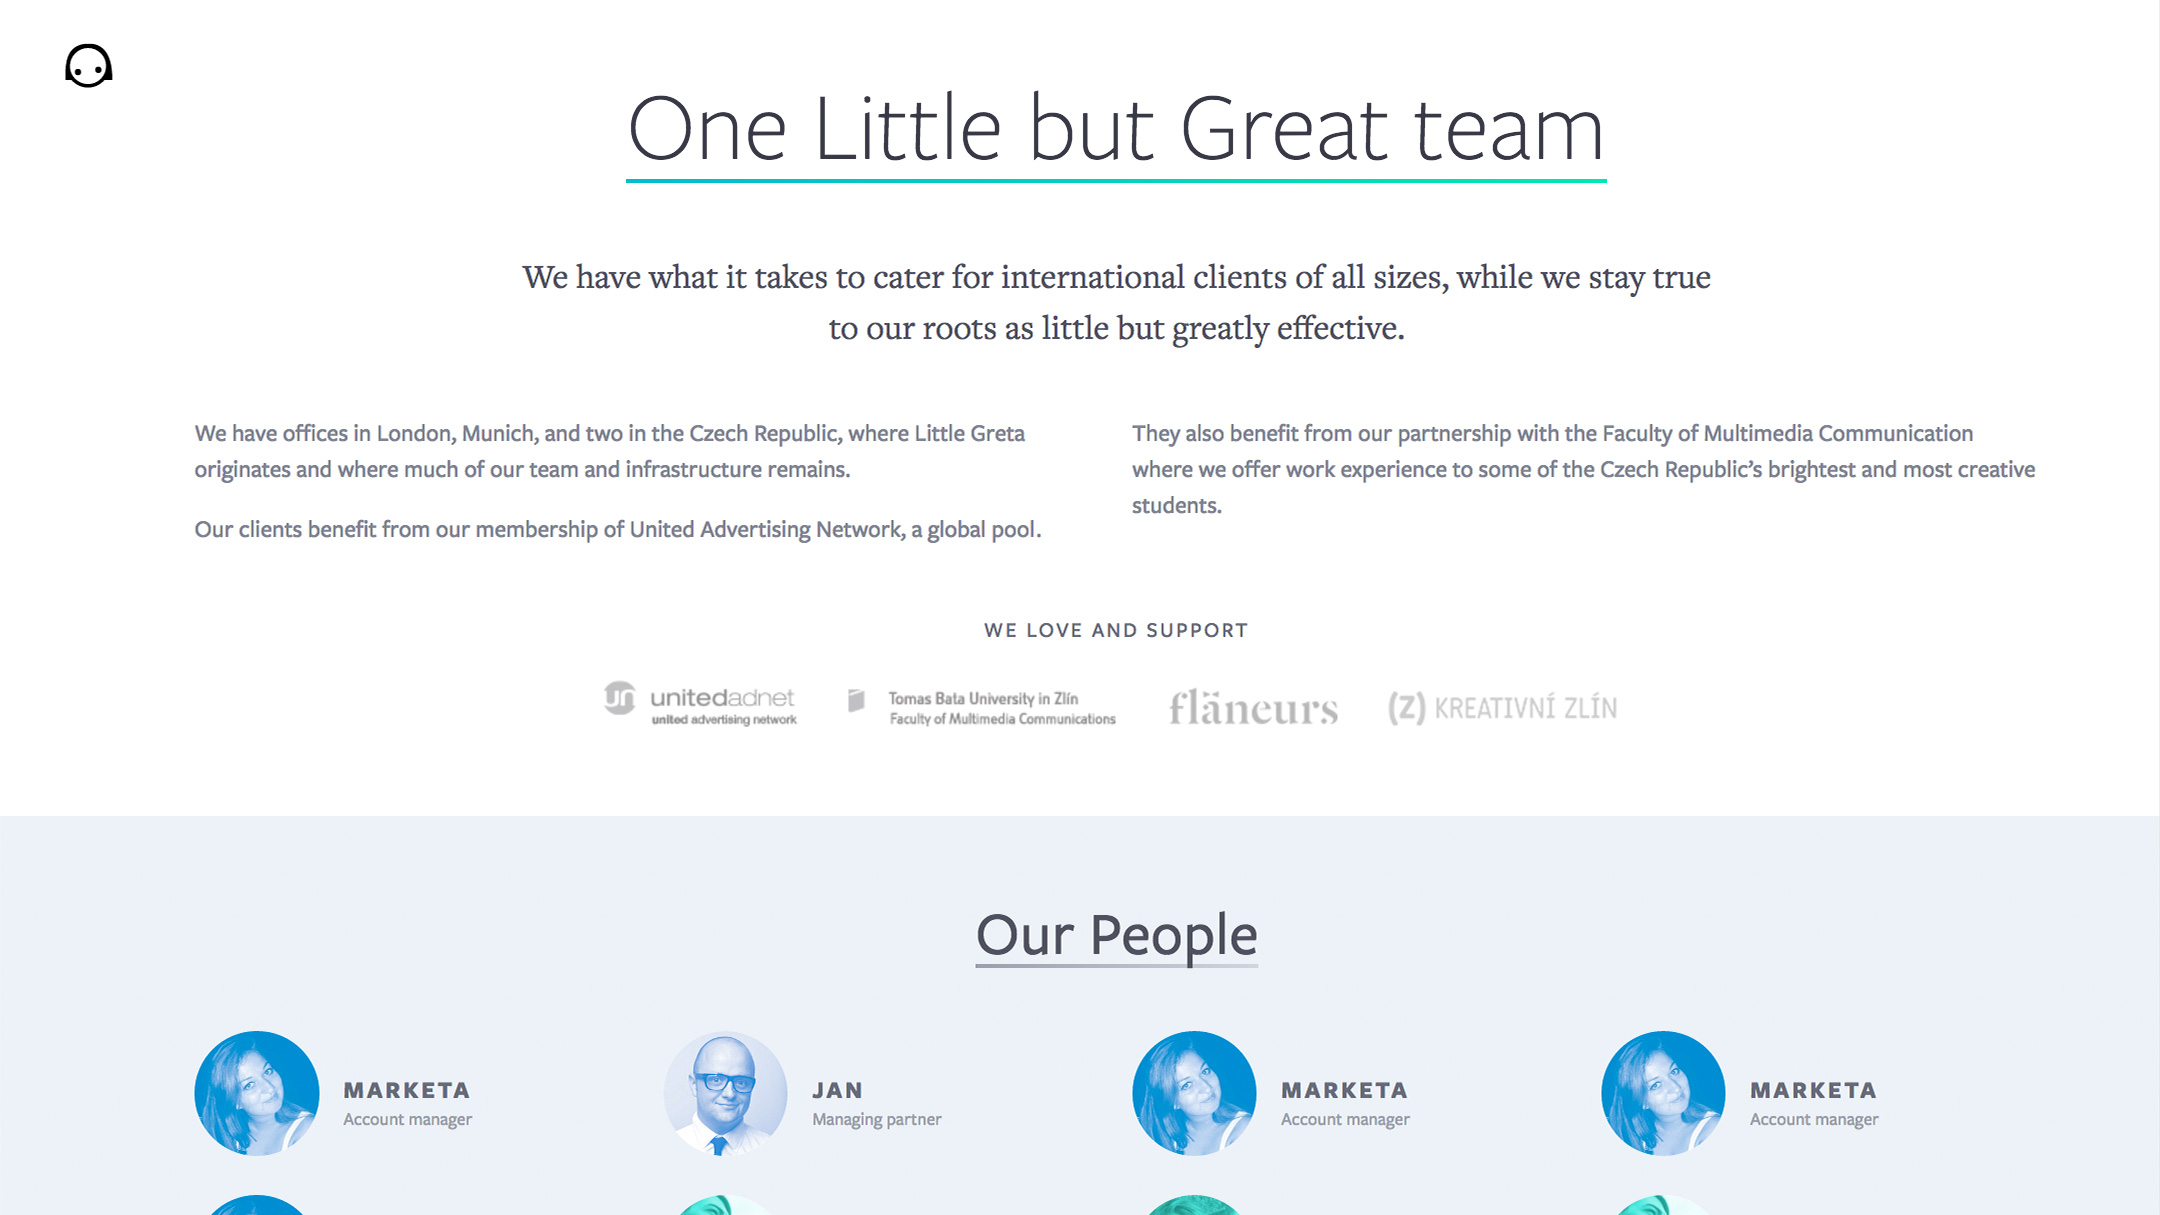 One Little but Great team
We have what it takes to cater for international clients of all sizes, while we stay true
to our roots as little but greatly effective.
We have offices in London, Munich, and two in the Czech Republic, where Little Greta
originates and where much of our team and infrastructure remains.
Our clients benefit from our membership of United Advertising Network, a global pool.
They also benefit from our partnership with the Faculty of Multimedia Communication
where we offer work experience to some of the Czech Republic’s brightest and most creative
students.
WE LOVE AND SUPPORT
un unitedadnet
united advertising network
Tomas Bata University in Zlín
Faculty of Multimedia Communications
fläneurs
(Z) KREATIVNÍ ZLÍN
Our People
MARKETA
Account manager
JAN
Managing partner
MARKETA
Account manager
MARKETA
Account manager